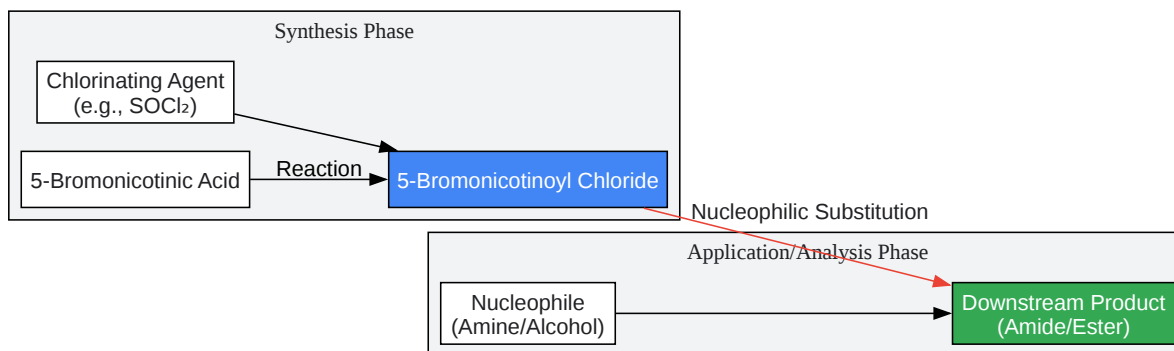 Synthesis Phase
Chlorinating Agent
(e.g., SOCl₂)
5-Bromonicotinic Acid
Reaction
5-Bromonicotinoyl Chloride
Nucleophilic Substitution
Application/Analysis Phase
Nucleophile
(Amine/Alcohol)
Downstream Product
(Amide/Ester)